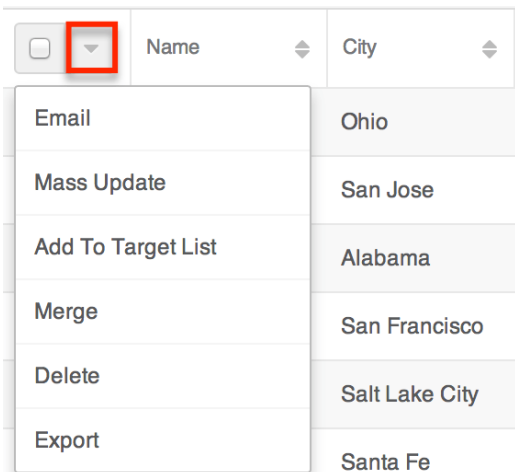 Name City
Email
Ohio
Mass Update
San Jose
Add To Target List
Alabama
Merge
San Francisco
Delete
Salt Lake City
Export
Santa Fe